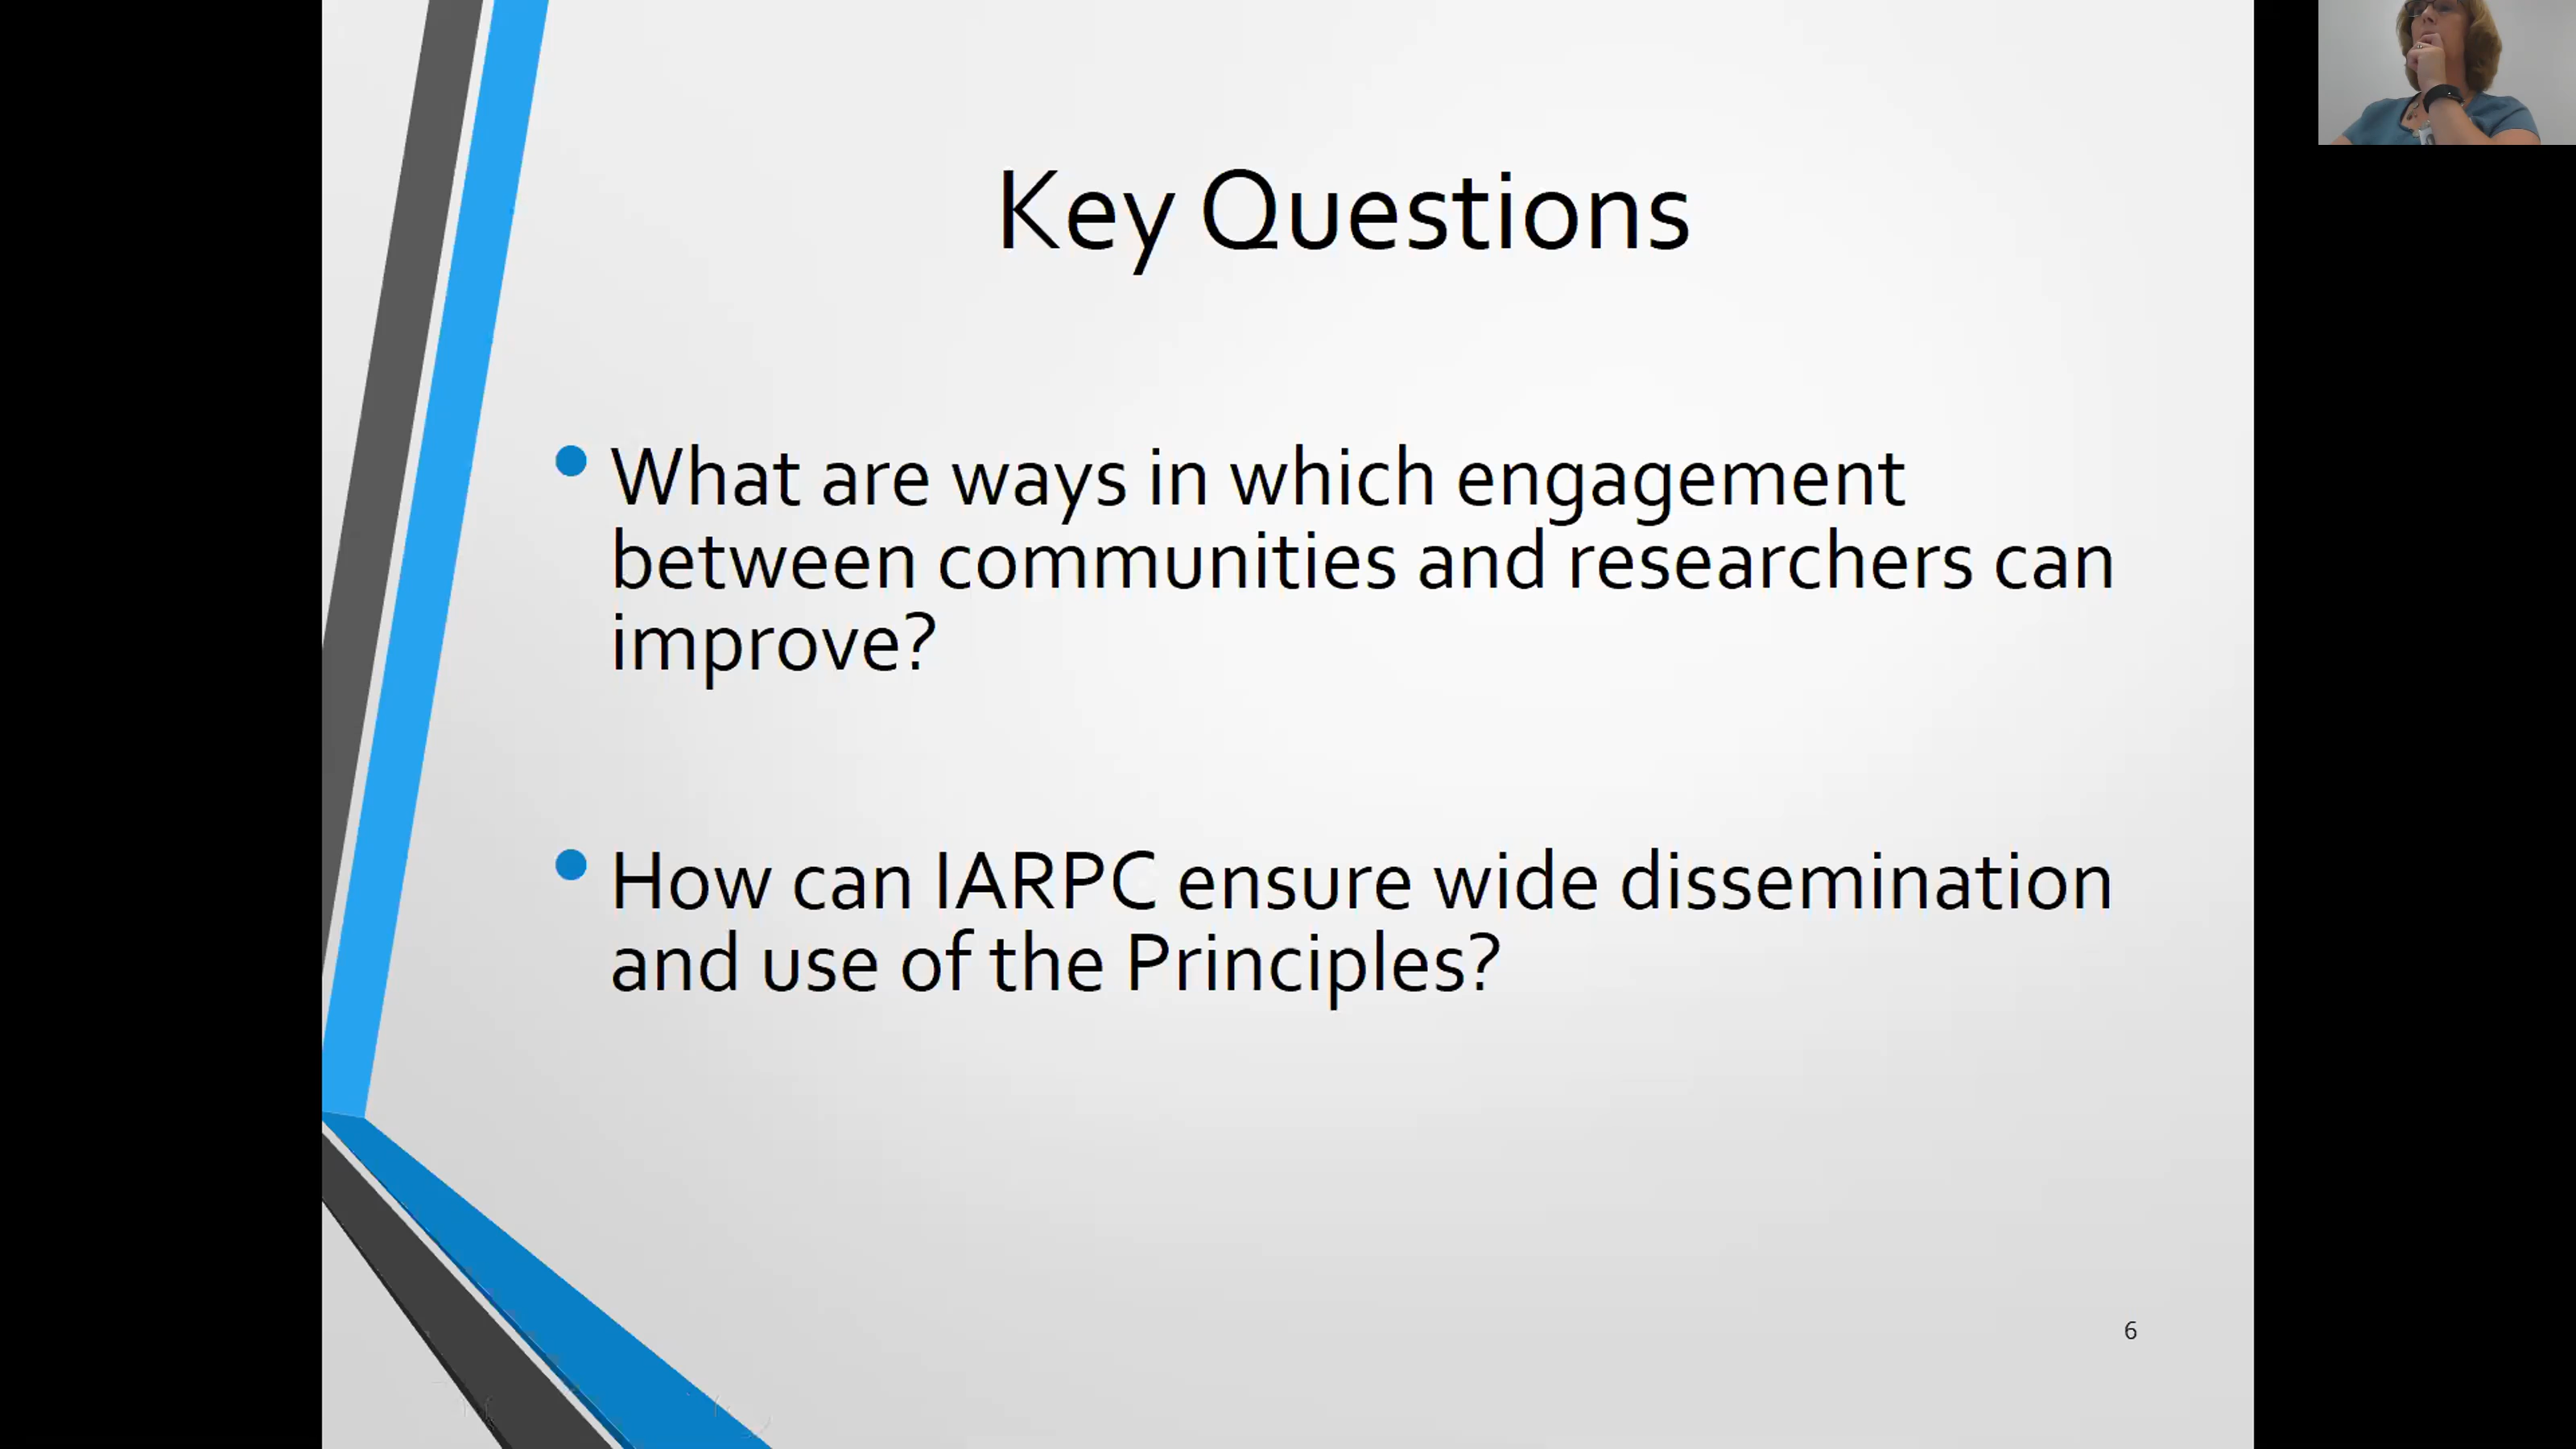 Key Questions
• What are ways in which engagement
between communities and researchers can
improve?
• How can IARPC ensure wide dissemination
and use of the Principles?
6